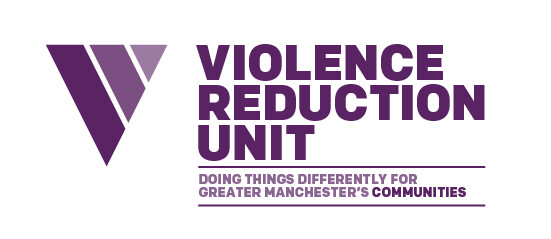 VIOLENCE
REDUCTION
UNIT
DOING THINGS DIFFERENTLY FOR
GREATER MANCHESTER'S COMMUNITIES